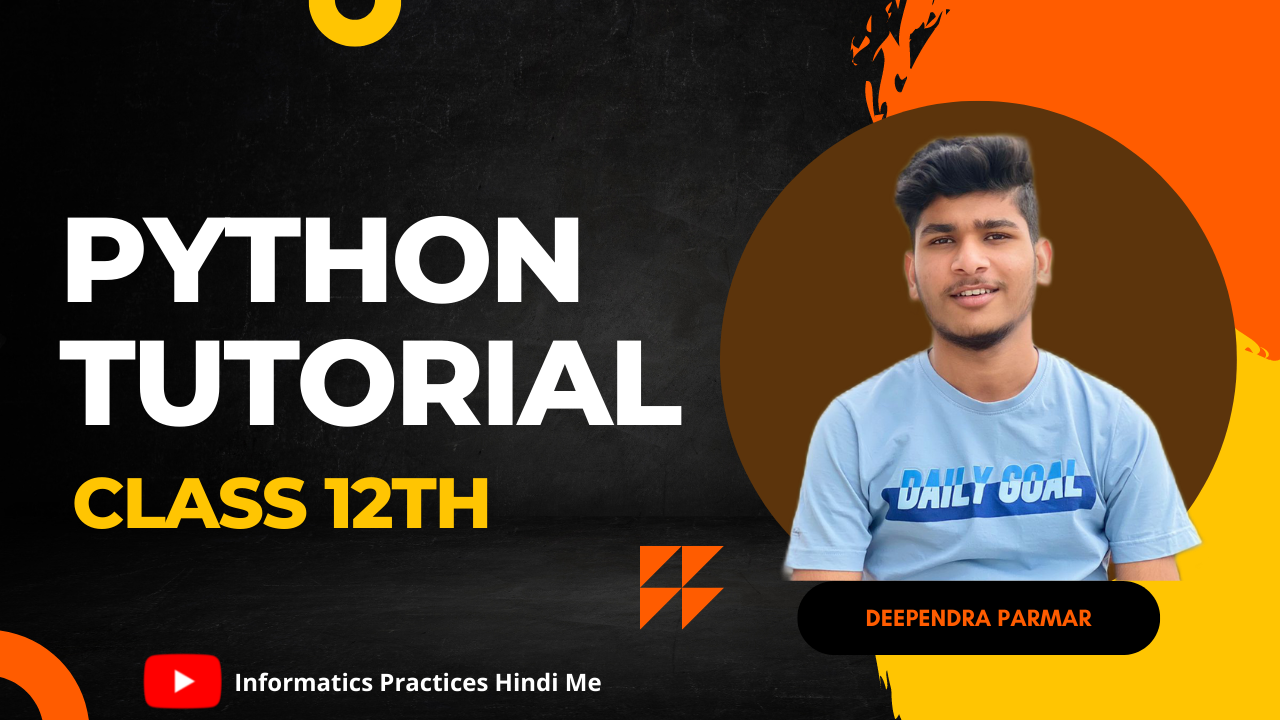 PYTHON
TUTORIAL
CLASS 12TH
DAILY GOAL
DEEPENDRA PARMAR
Informatics Practices Hindi Me